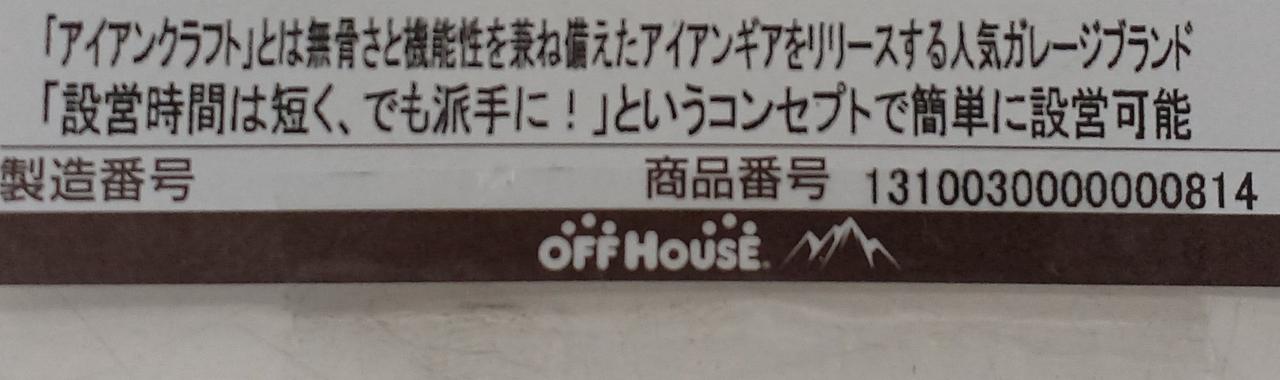 「アイアンクラフト」とは無骨さと機能性を兼ね備えたアイアンギアをリリースする人気ガレージブランド
「設営時間は短く、でも派手に！」というコンセプトで簡単に設営可能
製造番号 商品番号 1310030000000814
OFF HOUSE